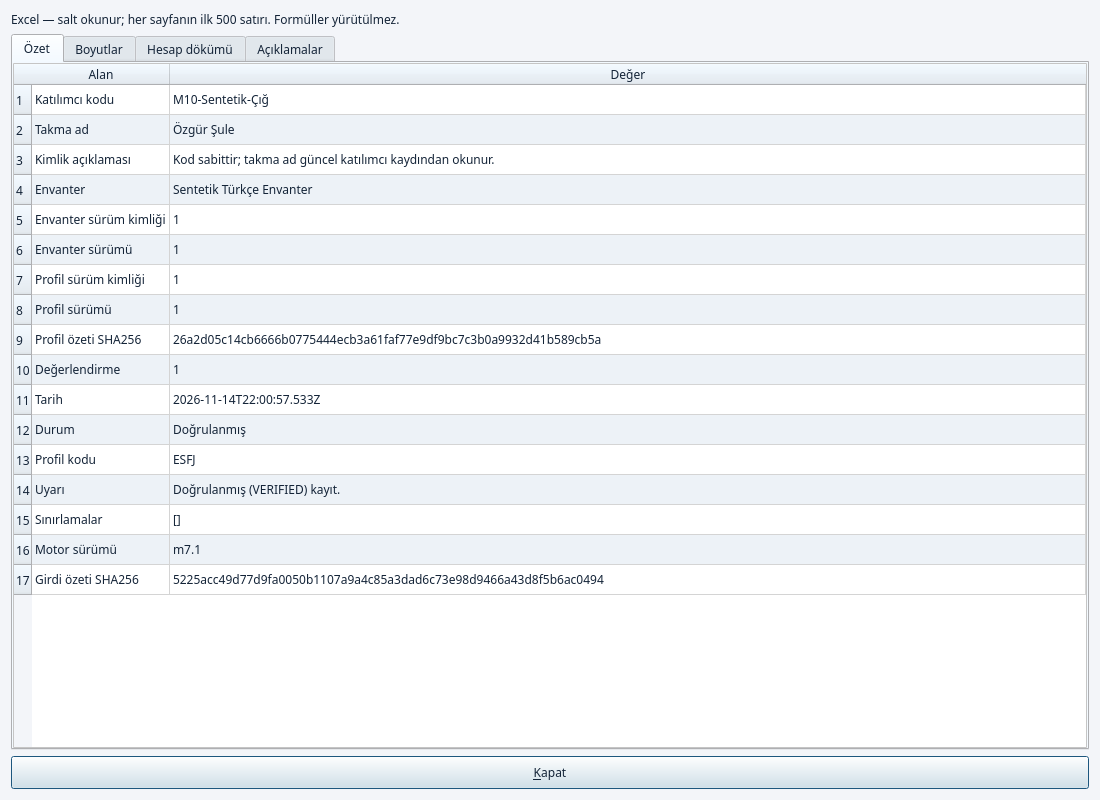 Excel — salt okunur; her sayfanın ilk 500 satırı. Formüller yürütülmez.
Özet Boyutlar Hesap dökümü Açıklamalar
Alan Değer
1 Katılımcı kodu M10-Sentetik-Çığ
2 Takma ad Özgür Şule
3 Kimlik açıklaması Kod sabittir; takma ad güncel katılımcı kaydından okunur.
4 Envanter Sentetik Türkçe Envanter
5 Envanter sürüm kimliği 1
6 Envanter sürümü 1
7 Profil sürüm kimliği 1
8 Profil sürümü 1
9 Profil özeti SHA256 26a2d05c14cb6666b0775444ecb3a61faf77e9df9bc7c3b0a9932d41b589cb5a
10 Değerlendirme 1
11 Tarih 2026-11-14T22:00:57.533Z
12 Durum Doğrulanmış
13 Profil kodu ESFJ
14 Uyarı Doğrulanmış (VERIFIED) kayıt.
15 Sınırlamalar []
16 Motor sürümü m7.1
17 Girdi özeti SHA256 5225acc49d77d9fa0050b1107a9a4c85a3dad6c73e98d9466a43d8f5b6ac0494
Kapat